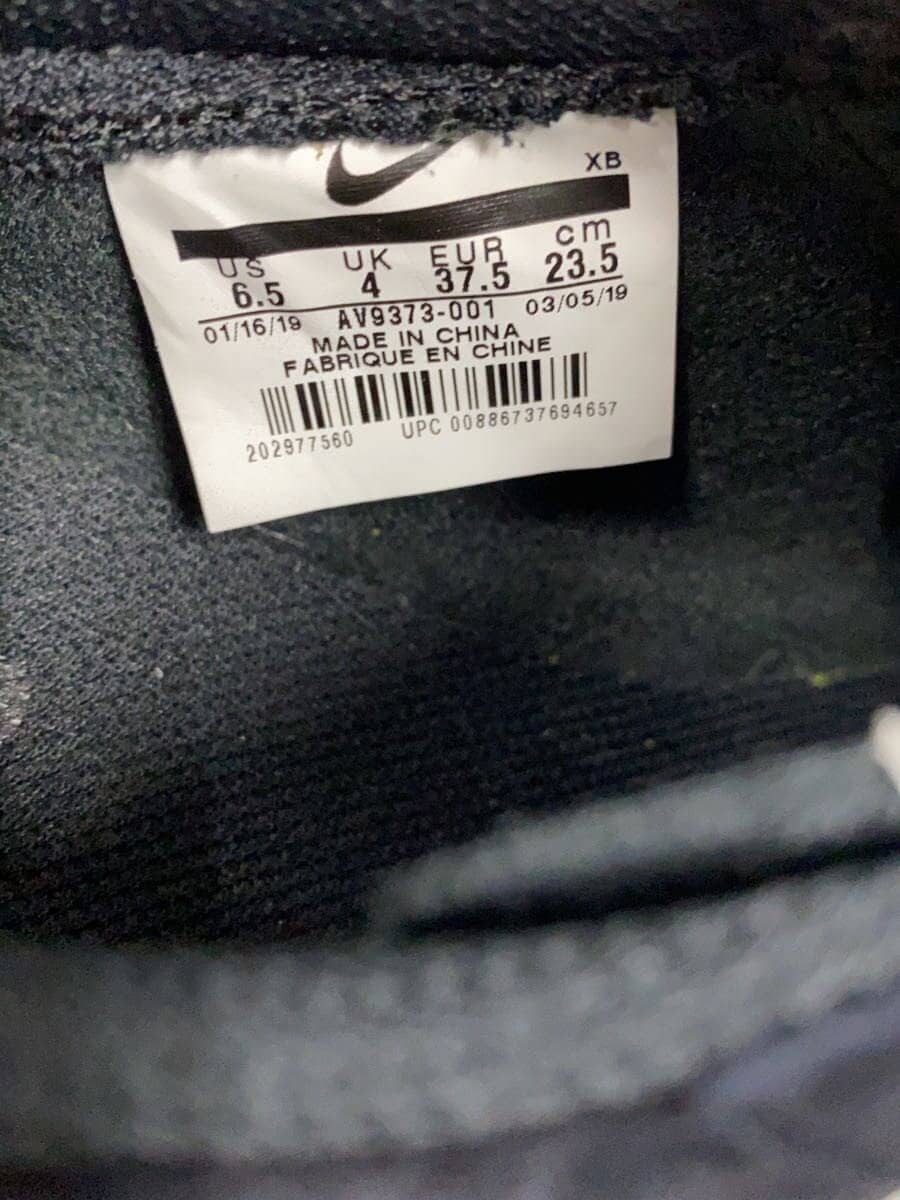 XB
US UK EUR cm
6.5 4 37.5 23.5
01/16/19 AV9373-001 03/05/19
MADE IN CHINA
FABRIQUE EN CHINE
202977560 UPC 00886737694657